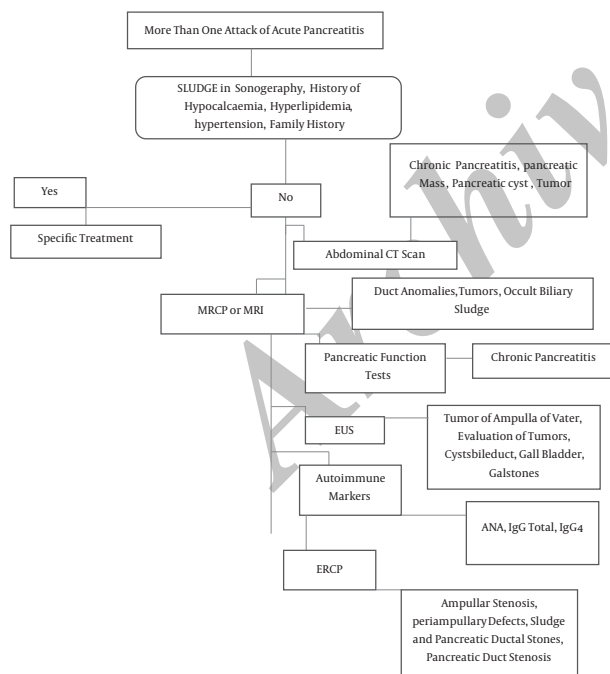 More Than One Attack of Acute Pancreatitis
SLUDGE in Sonogeraphy, History of
Hypocalcaemia, Hyperlipidemia,
hypertension, Family History
Yes
No
Specific Treatment
Chronic Pancreatitis, pancreatic
Mass, Pancreatic cyst , Tumor
Abdominal CT Scan
MRCP or MRI
Duct Anomalies,Tumors, Occult Biliary
Sludge
Pancreatic Function
Tests
Chronic Pancreatitis
EUS
Tumor of Ampulla of Vater,
Evaluation of Tumors,
Cystsbileduct, Gall Bladder,
Galstones
Autoimmune
Markers
ANA, IgG Total, IgG4
ERCP
Ampullar Stenosis,
periampullary Defects, Sludge
and Pancreatic Ductal Stones,
Pancreatic Duct Stenosis
Archiv